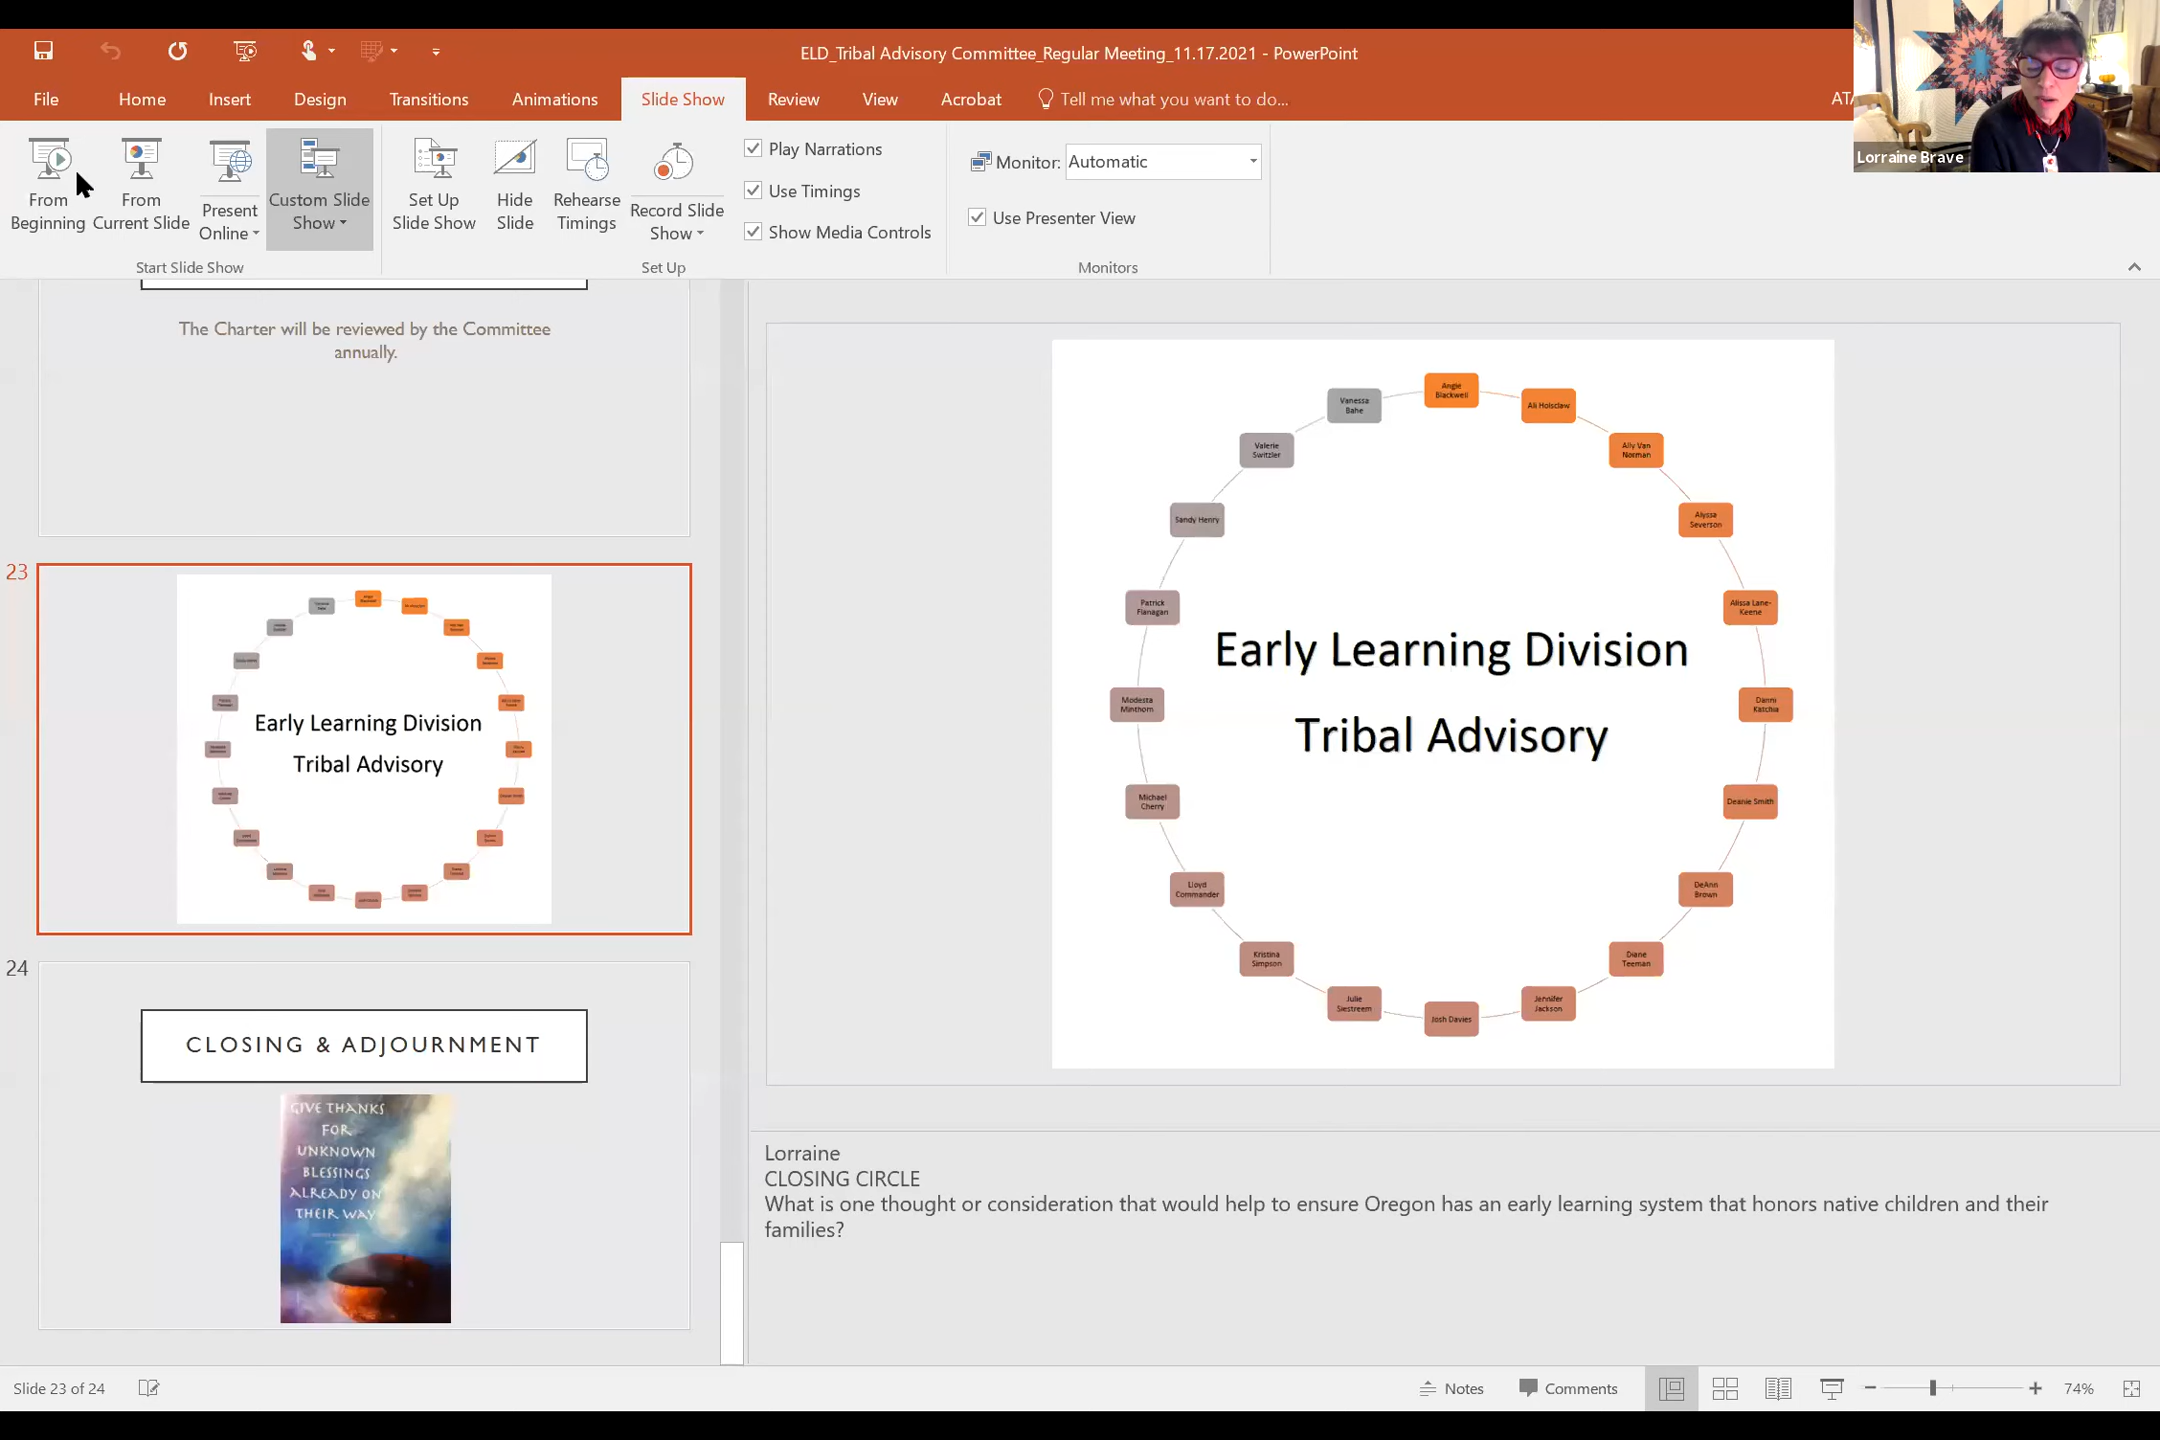 ELD_Tribal Advisory Committee_Regular Meeting_11.17.2021 - PowerPoint
File Home Insert Design Transitions Animations Slide Show Review View Acrobat Tell me what you want to do...
Lorraine Brave
From Beginning
From Current Slide
Present Online
Custom Slide Show
Set Up Slide Show
Hide Slide
Rehearse Timings
Record Slide Show
Play Narrations
Use Timings
Show Media Controls
Monitor: Automatic
Use Presenter View
Start Slide Show
Set Up
Monitors
The Charter will be reviewed by the Committee
annually.
23
Early Learning Division
Tribal Advisory
24
CLOSING & ADJOURNMENT
GIVE THANKS
FOR
UNKNOWN
BLESSINGS
ALREADY ON
THEIR WAY
Angie
Blackwell
Ali Holsclaw
Ally Van
Norman
Alyssa
Severson
Alissa Lane-
Keene
Danni
Katchia
Deanie Smith
DeAnn
Brown
Diane
Teeman
Jennifer
Jackson
Josh Davies
Julie
Siestreem
Kristina
Simpson
Lloyd
Commander
Michael
Cherry
Modesta
Minthorn
Patrick
Flanagan
Sandy Henry
Valerie
Switzler
Vanessa
Bahe
Early Learning Division
Tribal Advisory
Lorraine
CLOSING CIRCLE
What is one thought or consideration that would help to ensure Oregon has an early learning system that honors native children and their
families?
Slide 23 of 24
Notes
Comments
74%